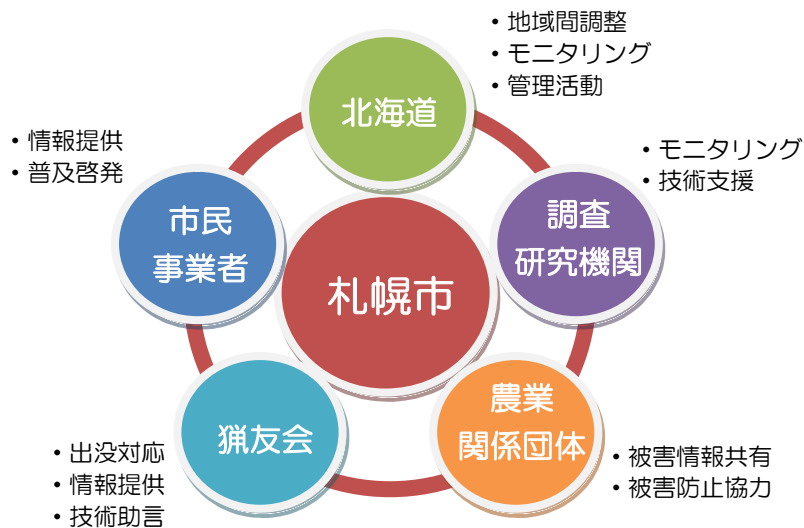 ・地域間調整
・モニタリング
・管理活動
北海道
・情報提供
・普及啓発
市民
事業者
・モニタリング
・技術支援
調査
研究機関
札幌市
猟友会
・出没対応
・情報提供
・技術助言
農業
関係団体
・被害情報共有
・被害防止協力